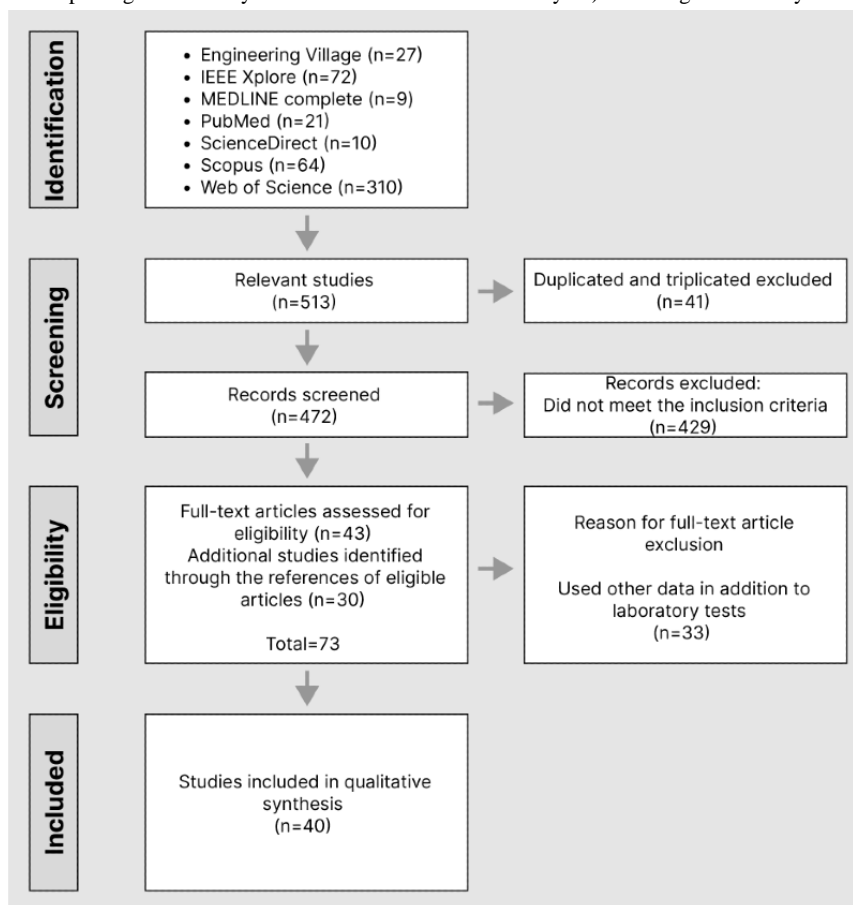 Identification
• Engineering Village (n=27)
• IEEE Xplore (n=72)
• MEDLINE complete (n=9)
• PubMed (n=21)
• ScienceDirect (n=10)
• Scopus (n=64)
• Web of Science (n=310)
Screening
Relevant studies
(n=513)
Duplicated and triplicated excluded
(n=41)
Records screened
(n=472)
Records excluded:
Did not meet the inclusion criteria
(n=429)
Eligibility
Full-text articles assessed for
eligibility (n=43)
Additional studies identified
through the references of eligible
articles (n=30)
Total=73
Reason for full-text article
exclusion
Used other data in addition to
laboratory tests
(n=33)
Included
Studies included in qualitative
synthesis
(n=40)